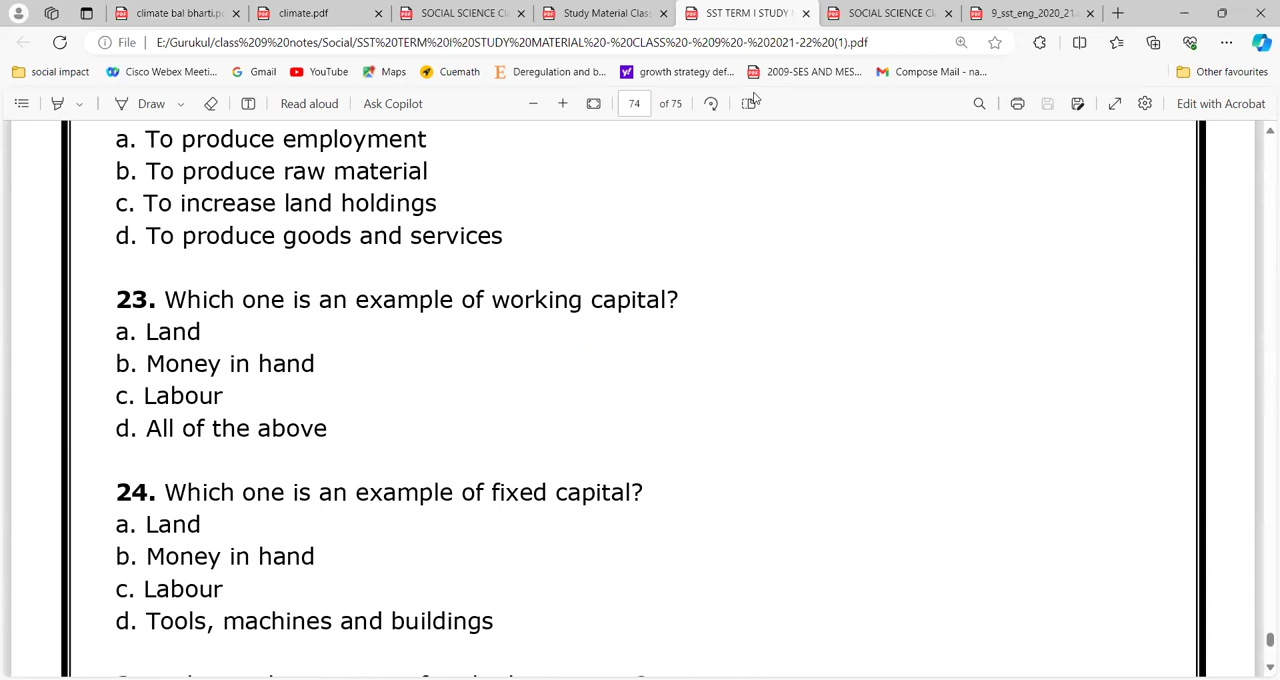 climate bal bharti.p
climate.pdf
SOCIAL SCIENCE Cl
Study Material Class
SST TERM I STUDY
SOCIAL SCIENCE C
9_sst_eng_2020_21.
File
E:/Gurukul/class%209%20notes/Social/SST%20TERM%20I%20STUDY%20MATERIAL%20-%20CLASS%20-%209%20-%202021-22%20(1).pdf
social impact
Cisco Webex Meeti...
Gmail
YouTube
Maps
Cuemath
Deregulation and b...
growth strategy def...
2009-SES AND MES...
Compose Mail - na...
Other favourites
Draw
Read aloud
Ask Copilot
74 of 75
Edit with Acrobat
a. To produce employment
b. To produce raw material
c. To increase land holdings
d. To produce goods and services
23. Which one is an example of working capital?
a. Land
b. Money in hand
c. Labour
d. All of the above
24. Which one is an example of fixed capital?
a. Land
b. Money in hand
c. Labour
d. Tools, machines and buildings